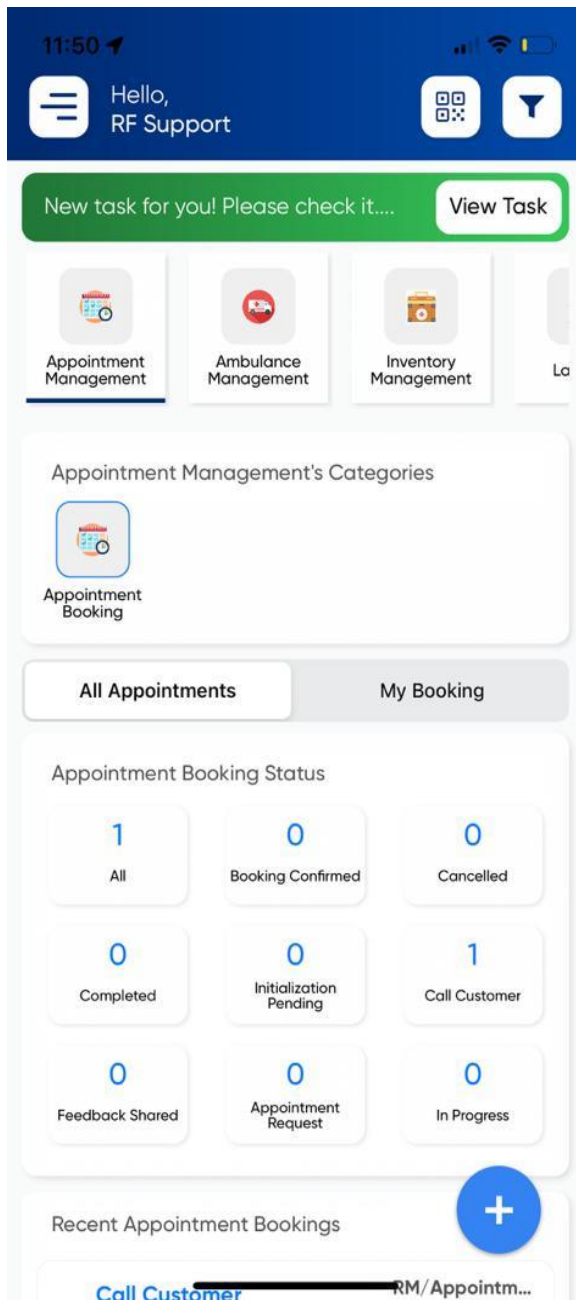 11:50
Hello,
RF Support
New task for you! Please check it.... View Task
Appointment
Management
Ambulance
Management
Inventory
Management
La
Appointment Management's Categories
Appointment
Booking
All Appointments
My Booking
Appointment Booking Status
1
All
0
Booking Confirmed
0
Cancelled
0
Completed
0
Initialization
Pending
1
Call Customer
0
Feedback Shared
0
Appointment
Request
0
In Progress
Recent Appointment Bookings
+
Call Customer
RM/Appointm...